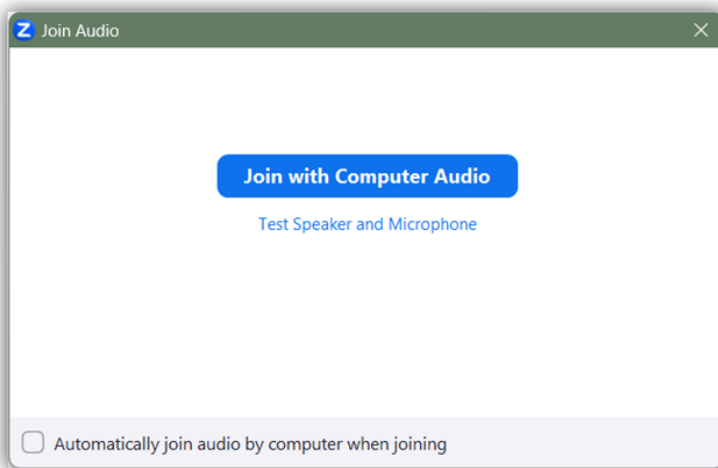 Join Audio
Join with Computer Audio
Test Speaker and Microphone
Automatically join audio by computer when joining